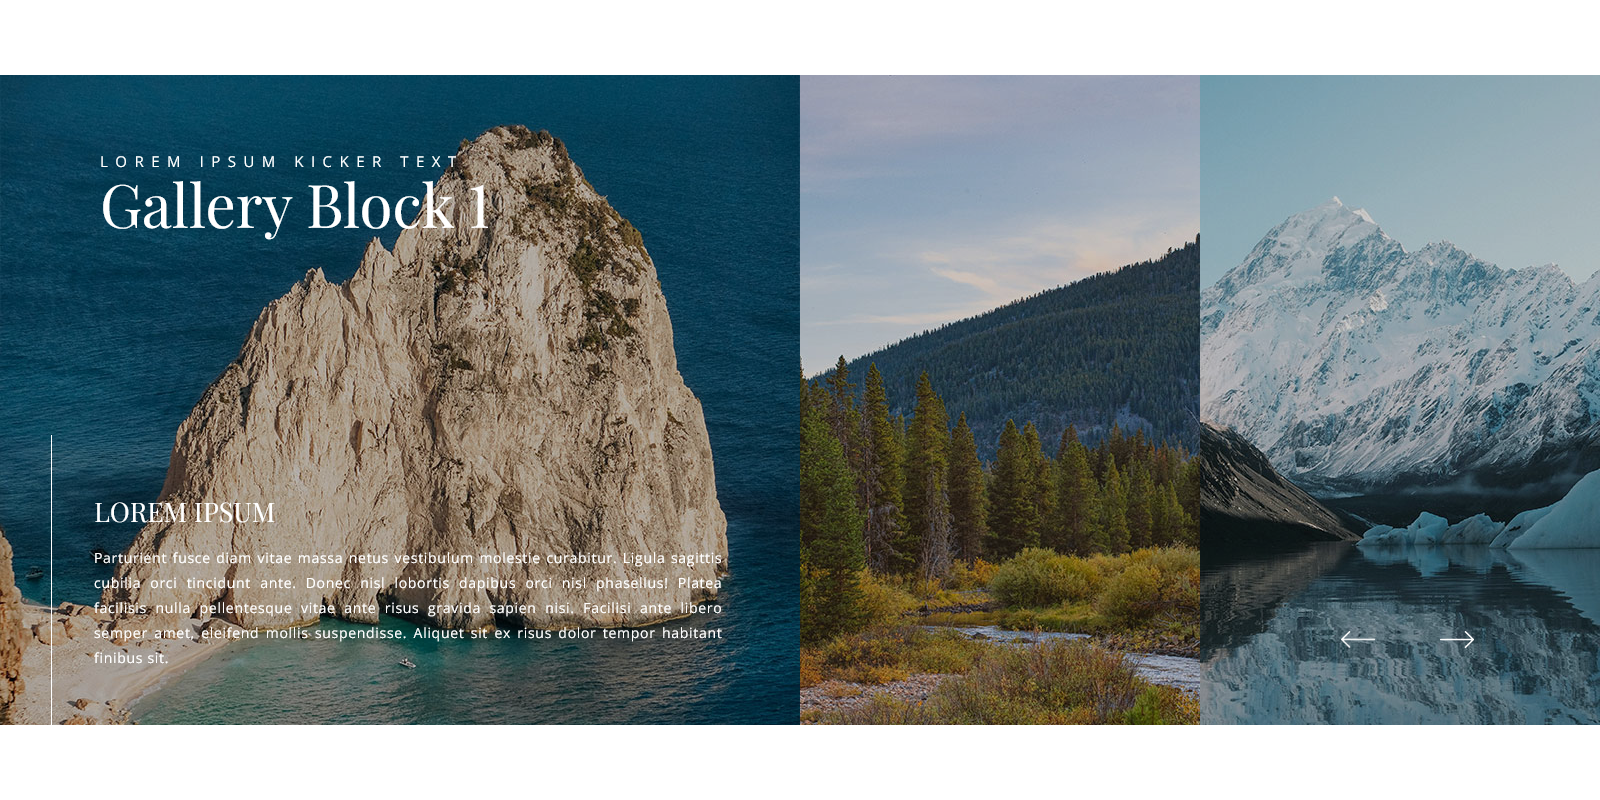 LOREM IPSUM KICKER TEXT
Gallery Block 1
LOREM IPSUM
Parturient fusce diam vitae massa netus vestibulum molestie curabitur. Ligula sagittis
cubilia orci tincidunt ante. Donec nisl lobortis dapibus orci nisl phasellus! Platea
facilisis nulla pellentesque vitae ante risus gravida sapien nisi. Facilisi ante libero
semper amet, eleifend mollis suspendisse. Aliquet sit ex risus dolor tempor habitant
finibus sit.